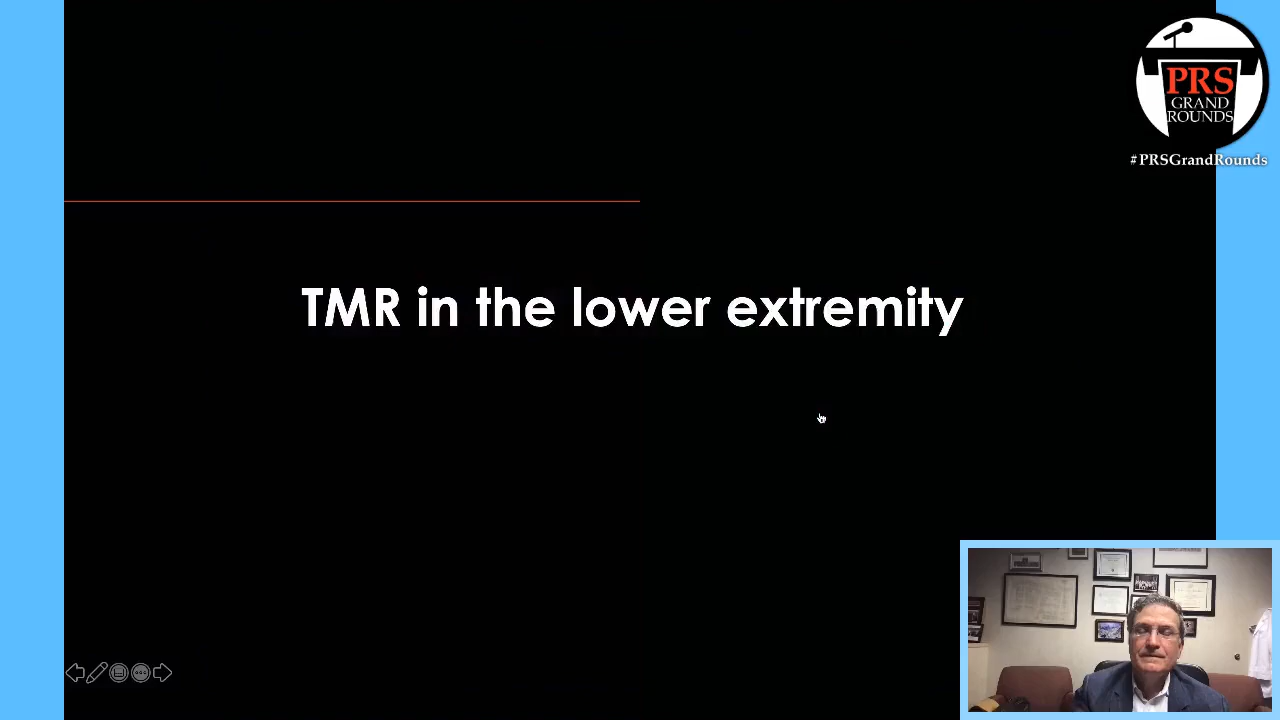 PRS
GRAND
ROUNDS
#PRSGrandRounds
TMR in the lower extremity